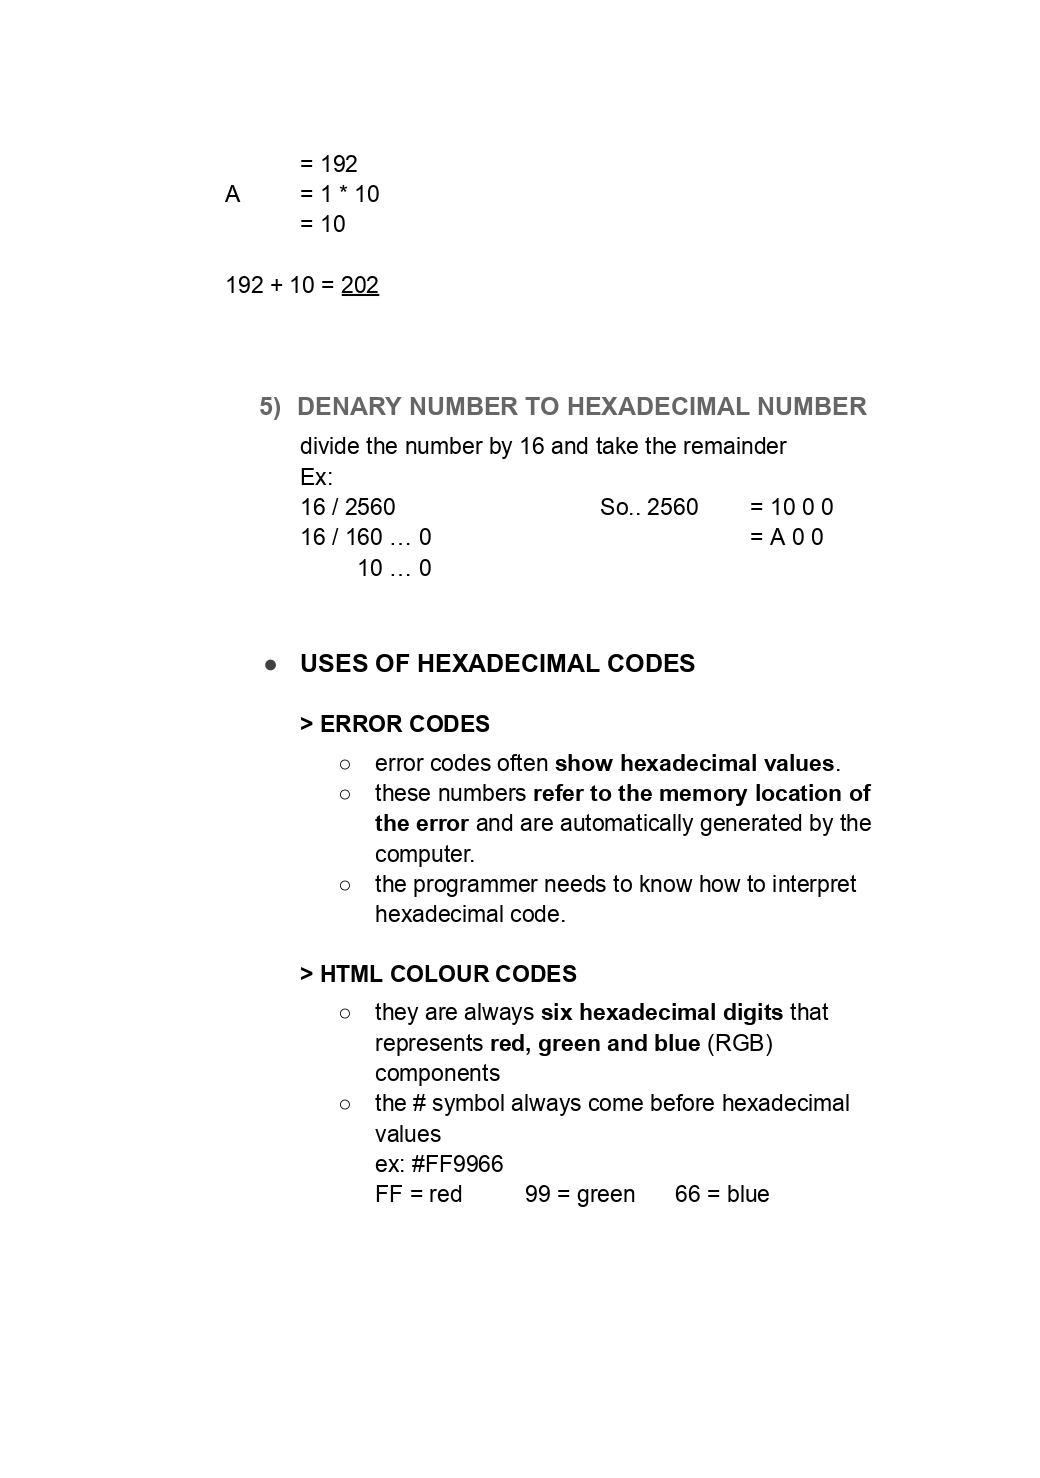 = 192
A = 1 * 10
= 10
192 + 10 = 202
5) DENARY NUMBER TO HEXADECIMAL NUMBER
divide the number by 16 and take the remainder
Ex:
16 / 2560 So.. 2560 = 10 0 0
16 / 160 … 0 = A 0 0
10 … 0
● USES OF HEXADECIMAL CODES
> ERROR CODES
○ error codes often show hexadecimal values.
○ these numbers refer to the memory location of
the error and are automatically generated by the
computer.
○ the programmer needs to know how to interpret
hexadecimal code.
> HTML COLOUR CODES
○ they are always six hexadecimal digits that
represents red, green and blue (RGB)
components
○ the # symbol always come before hexadecimal
values
ex: #FF9966
FF = red 99 = green 66 = blue